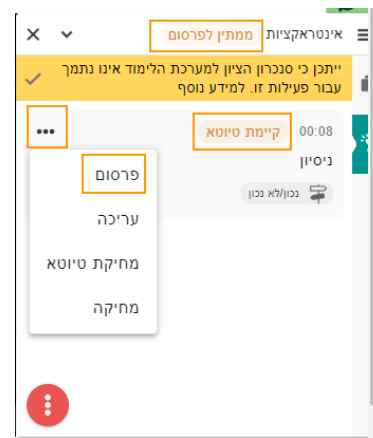 אינטראקציות ממתין לפרסום
ייתכן כי סנכרון הציון למערכת הלימוד אינו נתמך
עבור פעילות זו. למידע נוסף
00:08 קיימת טיוטא
ניסיון
נכון/לא נכון
פרסום
עריכה
מחיקת טיוטא
מחיקה